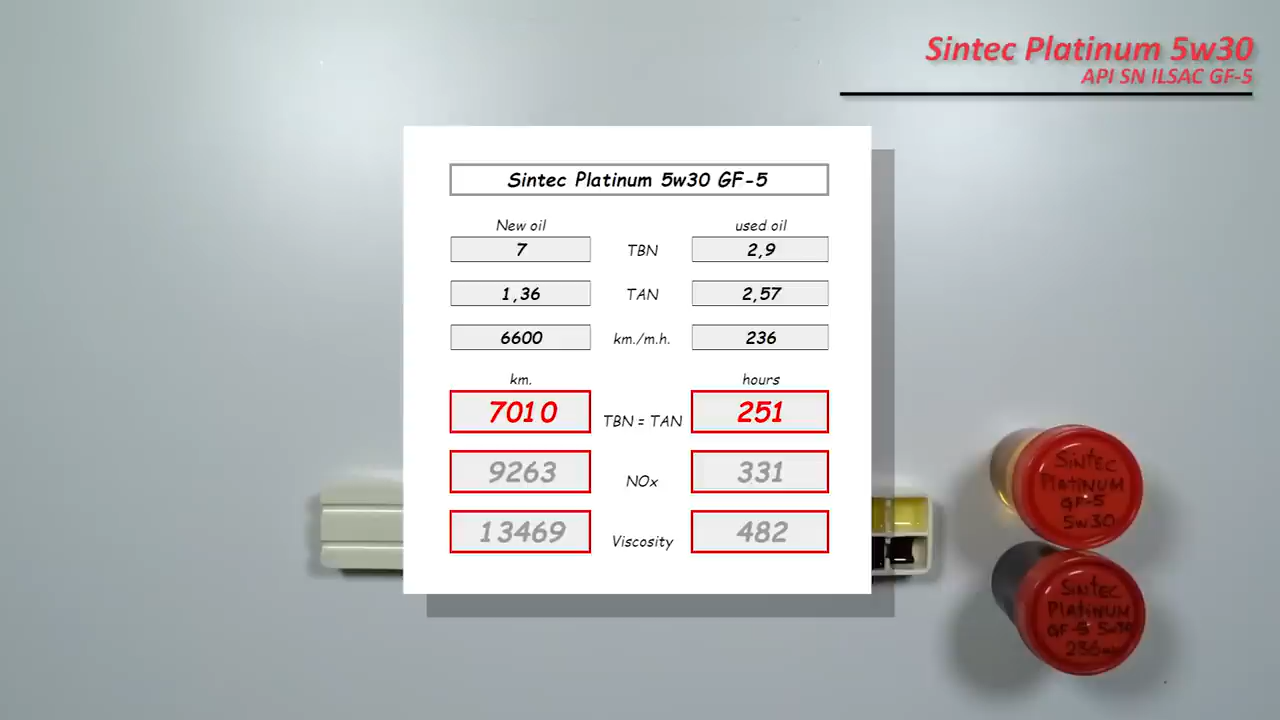 Sintec Platinum 5w30
API SN ILSAC GF-5
Sintec Platinum 5w30 GF-5
New oil used oil
7 TBN 2,9
1,36 TAN 2,57
6600 km./m.h. 236
km. hours
7010 TBN = TAN 251
9263 NOx 331
13469 Viscosity 482
SINTEC
PLATINUM
GF-5
5W30
SINTEC
PLATINUM
GF-5 5W30
236